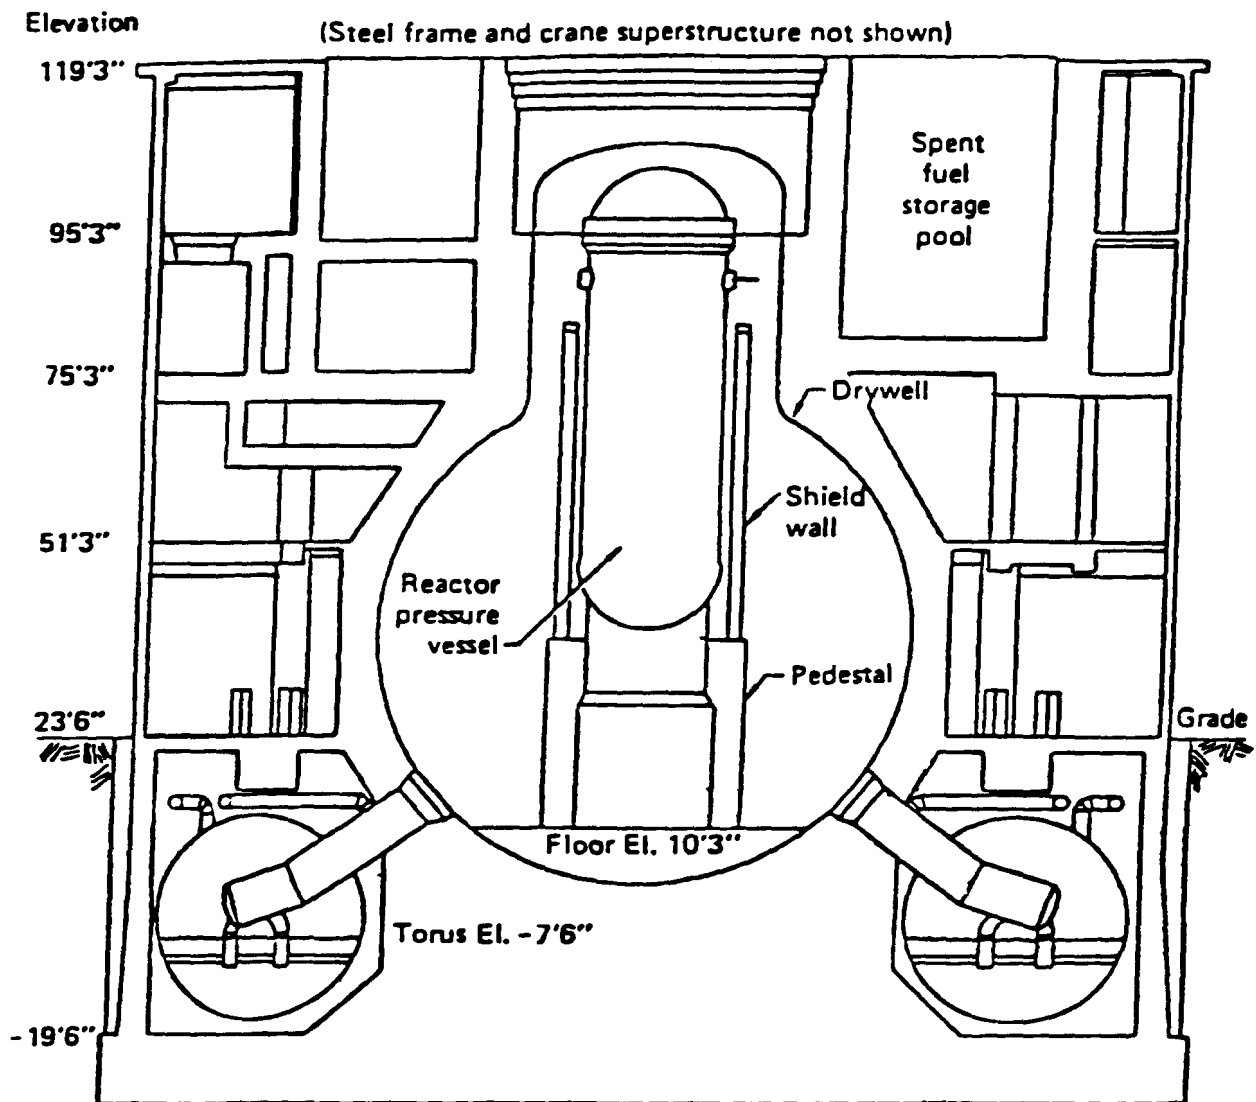 Elevation
(Steel frame and crane superstructure not shown)
119'3"
Spent
fuel
storage
pool
95'3"
75'3"
Drywell
Shield
wall
51'3"
Reactor
pressure
vessel
Pedestal
23'6"
Grade
Floor El. 10'3"
Torus El. -7'6"
-19'6"